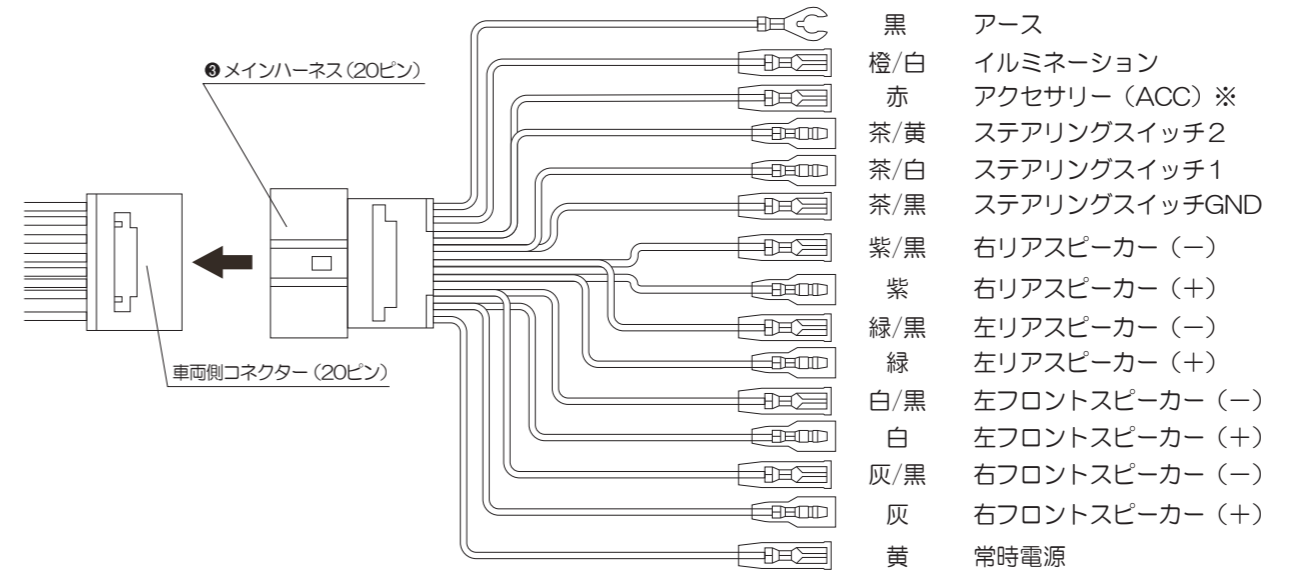 黒 アース
橙/白 イルミネーション
❸メインハーネス(20ピン)
赤 アクセサリー(ACC)※
茶/黄 ステアリングスイッチ2
茶/白 ステアリングスイッチ1
茶/黒 ステアリングスイッチGND
紫/黒 右リアスピーカー(−)
紫 右リアスピーカー(+)
緑/黒 左リアスピーカー(−)
緑 左リアスピーカー(+)
車両側コネクター(20ピン)
白/黒 左フロントスピーカー(−)
白 左フロントスピーカー(+)
灰/黒 右フロントスピーカー(−)
灰 右フロントスピーカー(+)
黄 常時電源